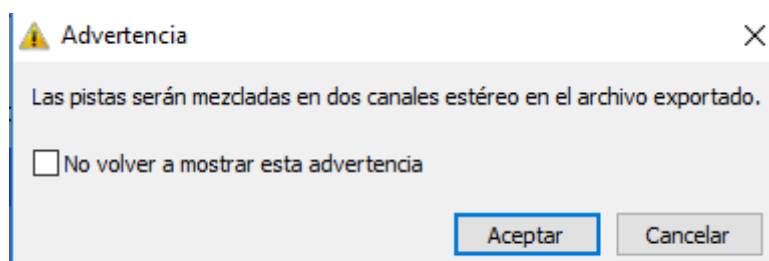 Advertencia
Las pistas serán mezcladas en dos canales estéreo en el archivo exportado.
No volver a mostrar esta advertencia
Aceptar Cancelar